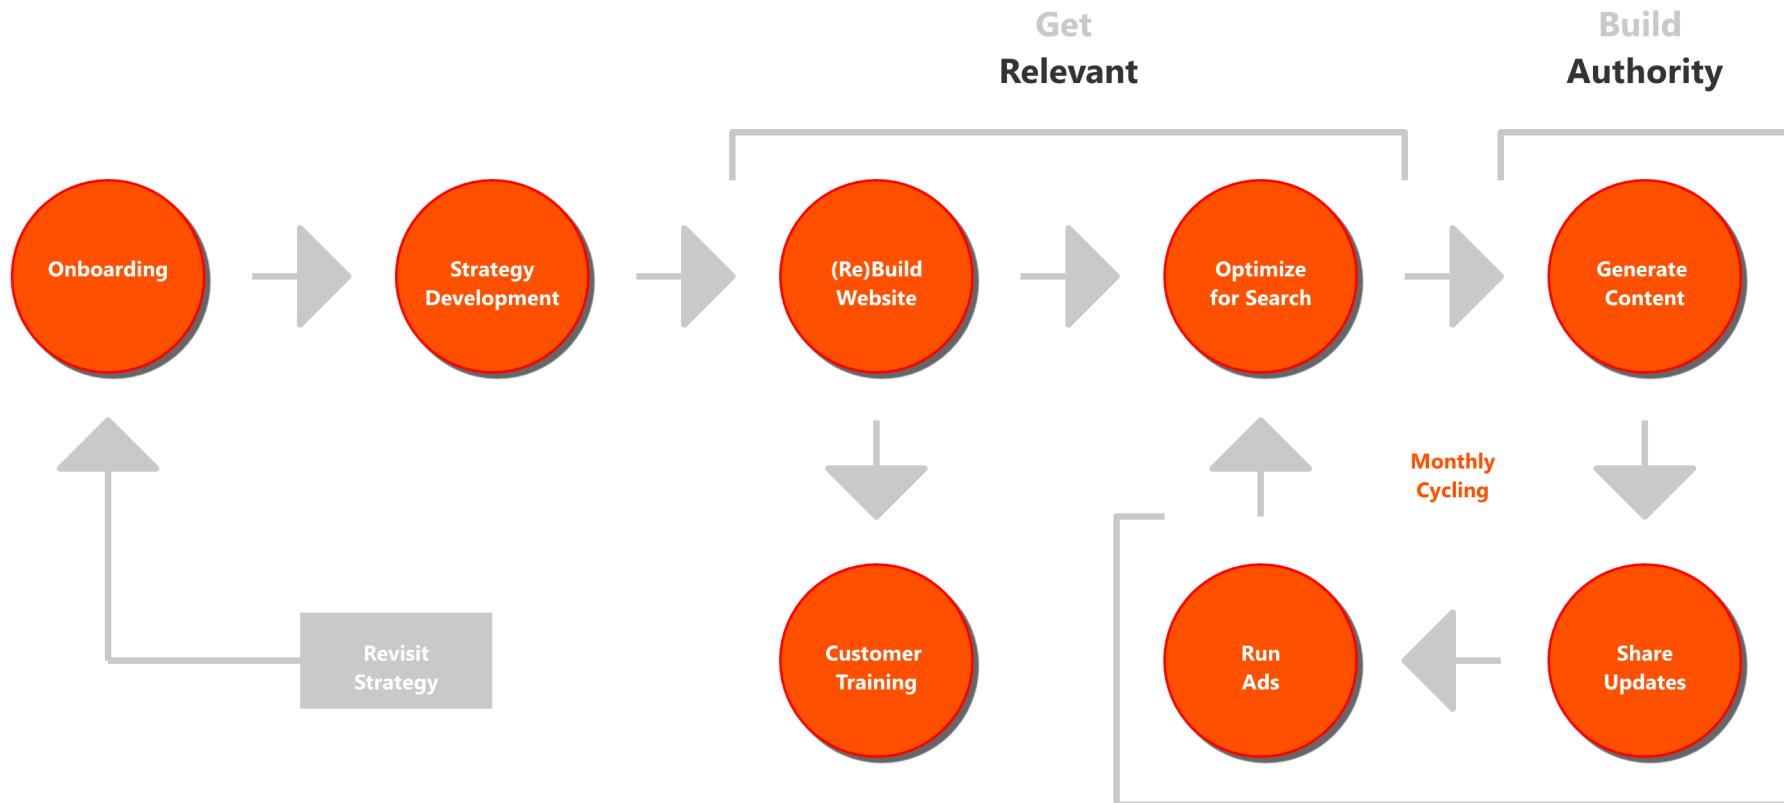 Get
Relevant
Build
Authority
Onboarding
Strategy
Development
(Re)Build
Website
Optimize
for Search
Generate
Content
Monthly
Cycling
Revisit
Strategy
Customer
Training
Run
Ads
Share
Updates